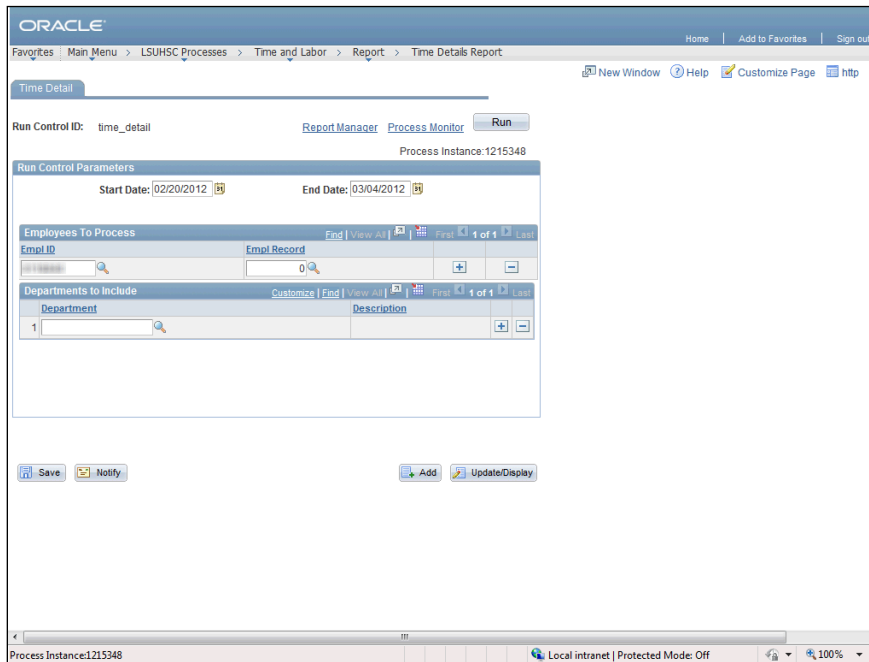 ORACLE
Home | Add to Favorites | Sign out
Favorites | Main Menu > LSUHSC Processes > Time and Labor > Report > Time Details Report
New Window Help Customize Page http
Time Detail
Run Control ID: time_detail Report Manager Process Monitor Run
Process Instance:1215348
Run Control Parameters
Start Date: 02/20/2012 End Date: 03/04/2012
Employees To Process Find | View All | | First 1 of 1 Last
Empl ID Empl Record
0
Departments to Include Customize | Find | View All | | First 1 of 1 Last
Department Description
1
Save Notify Add Update/Display
Process Instance:1215348 Local intranet | Protected Mode: Off 100%